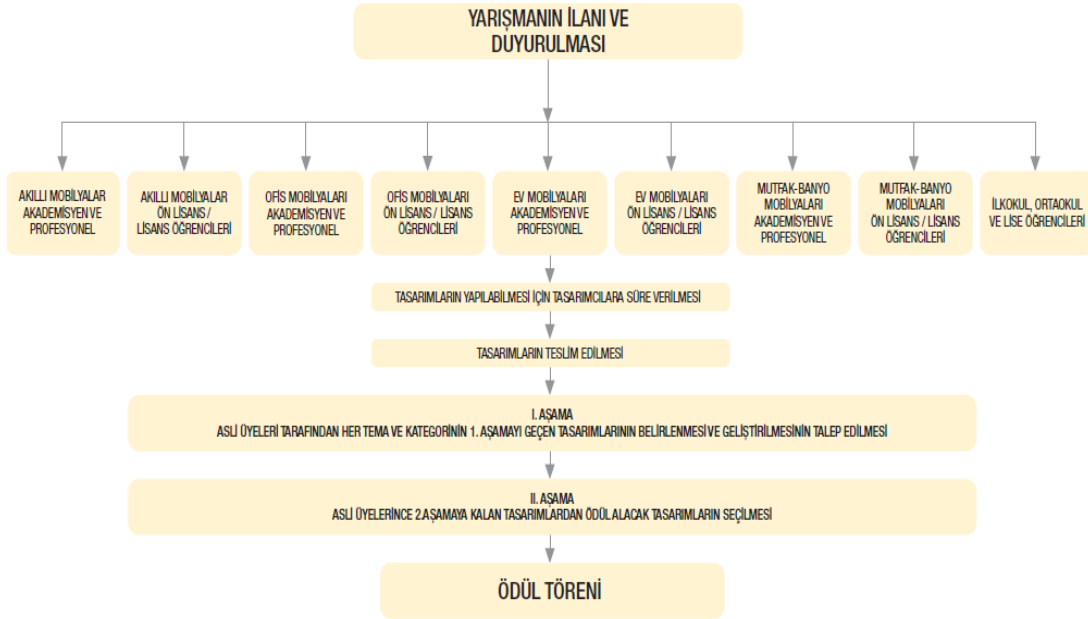 YARIŞMANIN İLANI VE
DUYURULMASI
AKILLI MOBİLYALAR
AKADEMİSYEN VE
PROFESYONEL
AKILLI MOBİLYALAR
ÖN LİSANS /
LİSANS ÖĞRENCİLERİ
OFİS MOBİLYALARI
AKADEMİSYEN VE
PROFESYONEL
OFİS MOBİLYALARI
ÖN LİSANS / LİSANS
ÖĞRENCİLERİ
EV MOBİLYALARI
AKADEMİSYEN VE
PROFESYONEL
EV MOBİLYALARI
ÖN LİSANS / LİSANS
ÖĞRENCİLERİ
MUTFAK-BANYO
MOBİLYALARI
AKADEMİSYEN VE
PROFESYONEL
MUTFAK-BANYO
MOBİLYALARI
ÖN LİSANS / LİSANS
ÖĞRENCİLERİ
İLKOKUL, ORTAOKUL
VE LİSE ÖĞRENCİLERİ
TASARIMLARIN YAPILABİLMESİ İÇİN TASARIMCILARA SÜRE VERİLMESİ
TASARIMLARIN TESLİM EDİLMESİ
I. AŞAMA
ASLİ ÜYELERİ TARAFINDAN HER TEMA VE KATEGORİNİN 1. AŞAMAYI GEÇEN TASARIMLARININ BELİRLENMESİ VE GELİŞTİRİLMESİNİN TALEP EDİLMESİ
II. AŞAMA
ASLİ ÜYELERİNCE 2.AŞAMAYA KALAN TASARIMLARDAN ÖDÜL ALACAK TASARIMLARIN SEÇİLMESİ
ÖDÜL TÖRENİ